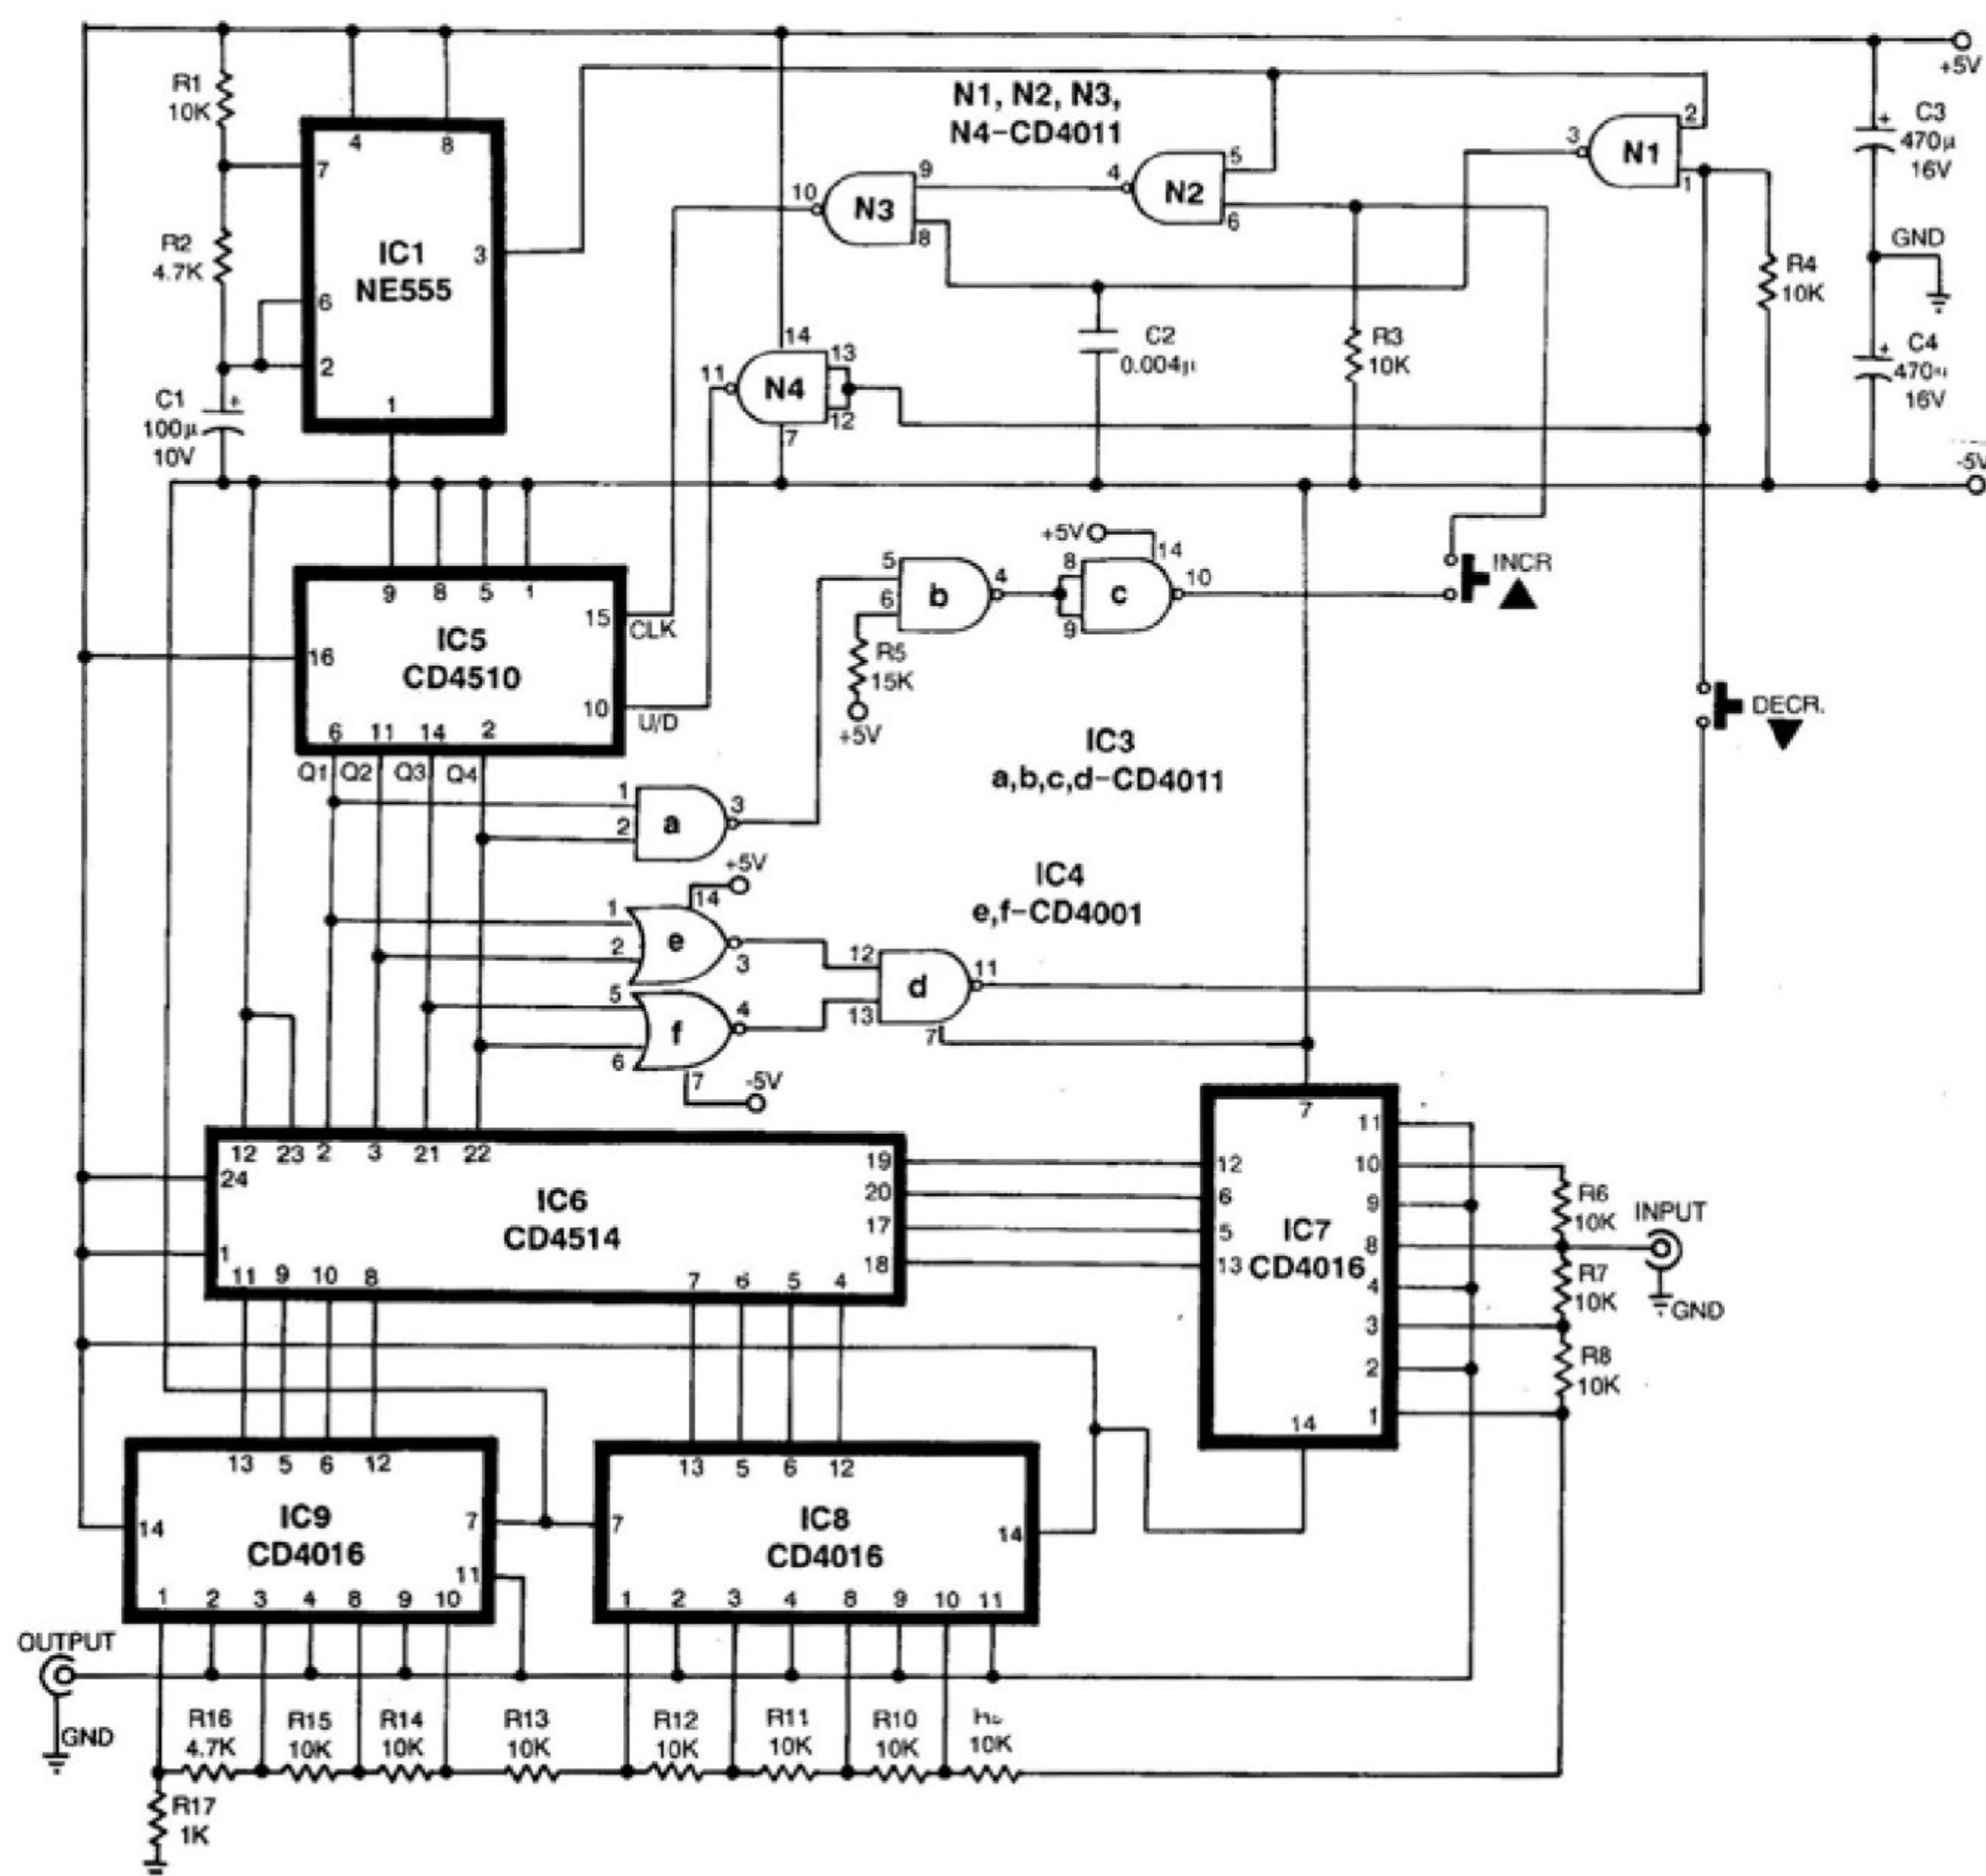 +5V
R1
10K
4
8
7
R2
4.7K
IC1
NE555
3
6
2
1
C1
+
100µ
10V
N1, N2, N3,
N4-CD4011
3
N1
2
1
4
N2
5
6
10
N3
9
8
C3
+
470µ
16V
GND
R4
10K
C2
0.004µ
R3
10K
C4
+
16V
14
13
11
N4
12
7
-5V
+5V
5
b
4
6
8
14
c
10
9
INCR
R5
15K
+5V
9
8
5
1
IC5
CD4510
16
15
CLK
10
U/D
6
11
14
2
Q1
Q2
Q3
Q4
DECR.
IC3
a,b,c,d-CD4011
1
a
3
2
+5V
IC4
e,f-CD4001
14
1
e
2
3
12
d
11
13
7
5
f
4
6
7
-5V
12
23
2
3
21
22
24
IC6
CD4514
1
19
20
17
18
11
9
10
8
7
6
5
4
7
12
6
5
13
IC7
CD4016
11
10
9
8
4
3
2
1
14
R6
10K
INPUT
R7
10K
GND
R8
10K
13
5
6
12
IC9
CD4016
14
7
11
1
2
3
4
8
9
10
13
5
6
12
IC8
CD4016
7
14
1
2
3
4
8
9
10
11
OUTPUT
GND
R16
4.7K
R15
10K
R14
10K
R13
10K
R12
10K
R11
10K
R10
10K
10K
R17
1K